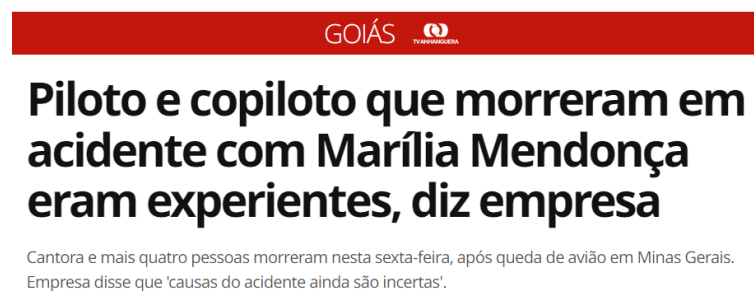 GOIÁS TV ANHANGUERA
Piloto e copiloto que morreram em
acidente com Marília Mendonça
eram experientes, diz empresa
Cantora e mais quatro pessoas morreram nesta sexta-feira, após queda de avião em Minas Gerais.
Empresa disse que 'causas do acidente ainda são incertas'.